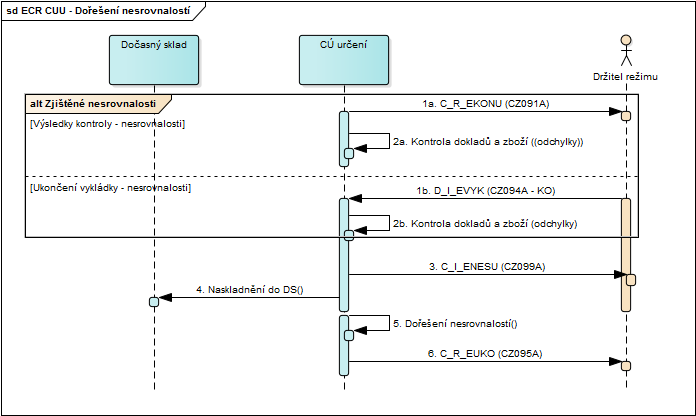 sd ECR CUU - Dořešení nesrovnalostí
Dočasný sklad
CÚ určení
Držitel režimu
alt Zjištěné nesrovnalosti
1a. C_R_EKONU (CZ091A)
[Výsledky kontroly - nesrovnalosti]
2a. Kontrola dokladů a zboží ((odchylky))
[Ukončení vykládky - nesrovnalosti]
1b. D_I_EVYK (CZ094A - KO)
2b. Kontrola dokladů a zboží (odchylky)
3. C_I_ENESU (CZ099A)
4. Naskladnění do DS()
5. Dořešení nesrovnalostí()
6. C_R_EUKO (CZ095A)